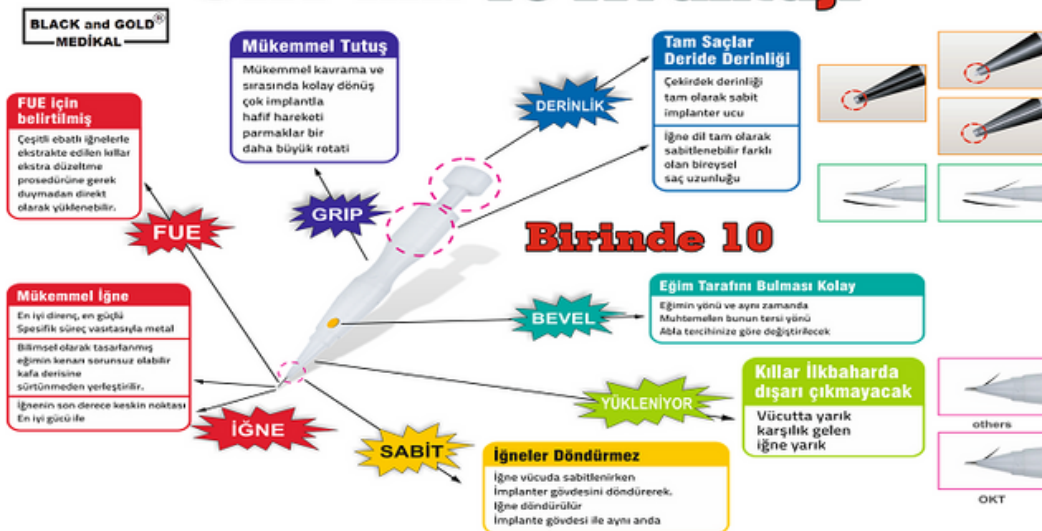 BLACK and GOLD®
MEDİKAL
Mükemmel Tutuş
Mükemmel kavrama ve
sırasında kolay dönüş
çok implantla
hafif hareketi
parmaklar bir
daha büyük rotati
Tam Saçlar
Deride Derinliği
Çekirdek derinliği
tam olarak sabit
implanter ucu
İğne dil tam olarak
sabitlenebilir farklı
olan bireysel
saç uzunluğu
DERINLIK
FUE için
belirtilmiş
Çeşitli ebatlı iğnelerle
ekstrakte edilen kıllar
ekstra düzeltme
prosedürüne gerek
duymadan direkt
olarak yüklenebilir.
FUE
GRIP
Birinde 10
Mükemmel İğne
En iyi direnç, en güçlü
Spesifik süreç vasıtasıyla metal
Bilimsel olarak tasarlanmış
eğimin kenarı sorunsuz olabilir
kafa derisine
sürtünmeden yerleştirilir.
İğnenin son derece keskin noktası
En iyi gücü ile
İĞNE
BEVEL
Eğim Tarafını Bulması Kolay
Eğimin yönü ve aynı zamanda
Muhtemelen bunun tersi yönü
Abla tercihinize göre değiştirilecek
YÜKLENİYOR
Kıllar İlkbaharda
dışarı çıkmayacak
Vücutta yarık
karşılık gelen
iğne yarık
SABİT
İğneler Döndürmez
İğne vücuda sabitlenirken
İmplanter gövdesini döndürerek.
İğne döndürülür
İmplante gövdesi ile aynı anda
others
OKT